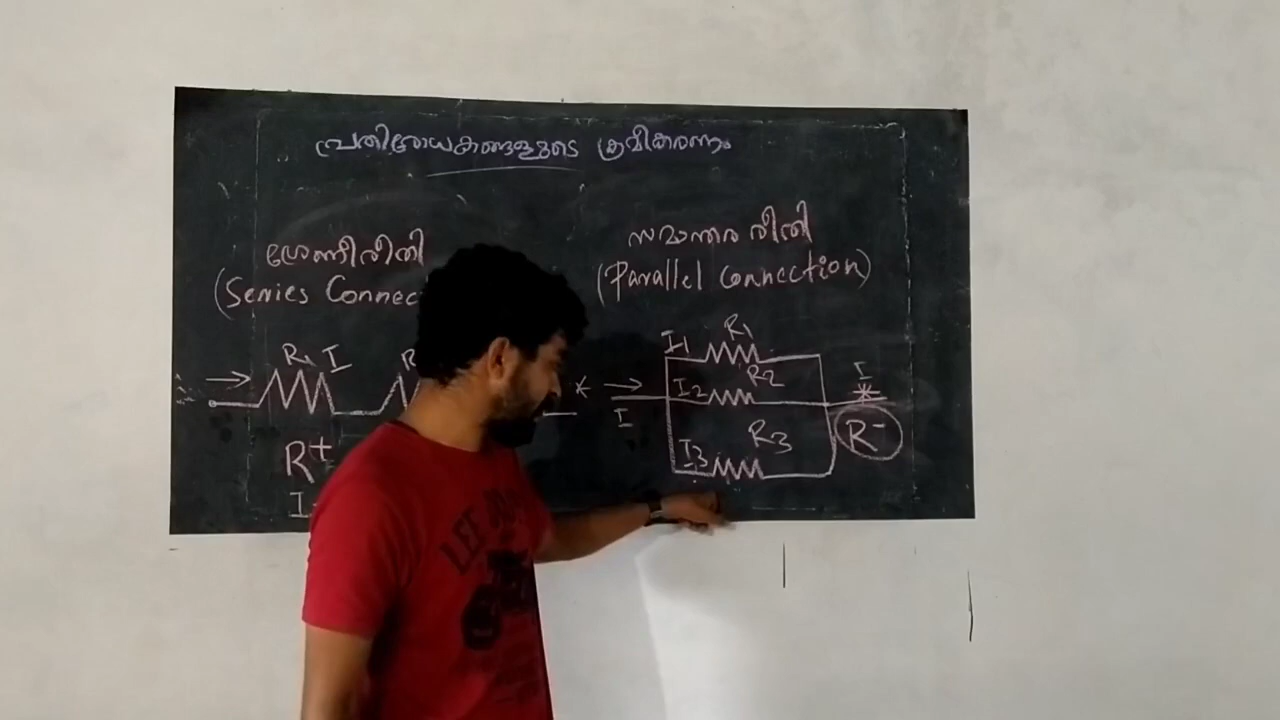 പ്രതിരോധകങ്ങളുടെ ക്രമീകരണം
ശ്രേണീരീതി
(Series Connec
R1 I R
R+
I
സമാന്തര രീതി
(Parallel Connection)
I1 R1
I2 R2
I I
I3 R3
R-